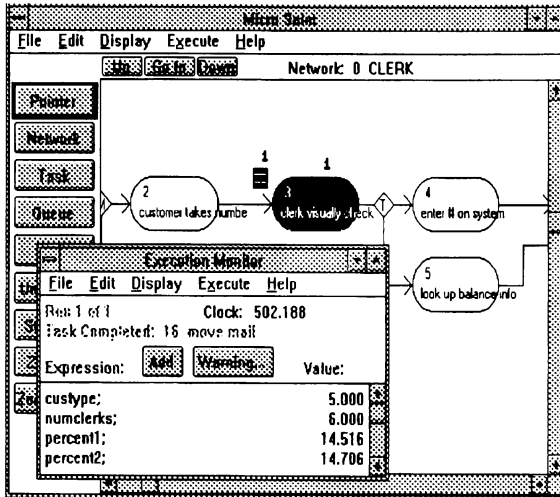 Micro Saint
File Edit Display Execute Help
Up Go In Down Network: 0 CLERK
Pointer
Network
Task
Queue
1 1
2
customer takes numbe
3
clerk visually check
T
4
enter # on system
5
look up balance info
Execution Monitor
File Edit Display Execute Help
Run 1 of 1 Clock: 502.188
Task Completed: 16 move mail
Expression: Add Warning... Value:
custype; 5.000
numclerks; 6.000
percent1; 14.516
percent2; 14.706